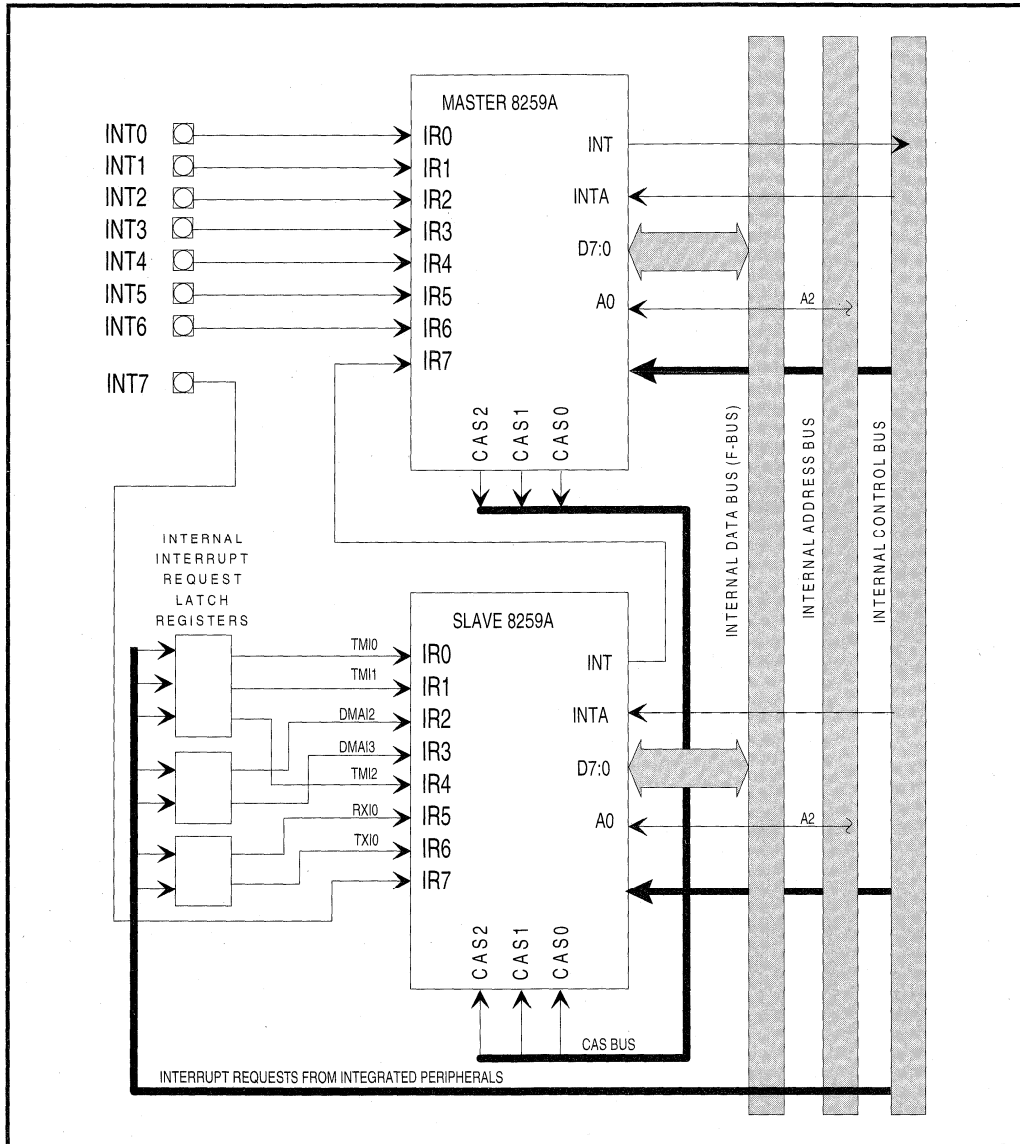 MASTER 8259A
INT0
INT1
INT2
INT3
INT4
INT5
INT6
INT7
IR0
IR1
IR2
IR3
IR4
IR5
IR6
IR7
INT
INTA
D7:0
A0
A2
CAS2
CAS1
CAS0
INTERNAL DATA BUS (F-BUS)
INTERNAL ADDRESS BUS
INTERNAL CONTROL BUS
INTERNAL
INTERRUPT
REQUEST
LATCH
REGISTERS
SLAVE 8259A
TMI0
TMI1
DMAI2
DMAI3
TMI2
RXI0
TXI0
IR0
IR1
IR2
IR3
IR4
IR5
IR6
IR7
INT
INTA
D7:0
A0
A2
CAS2
CAS1
CAS0
CAS BUS
INTERRUPT REQUESTS FROM INTEGRATED PERIPHERALS